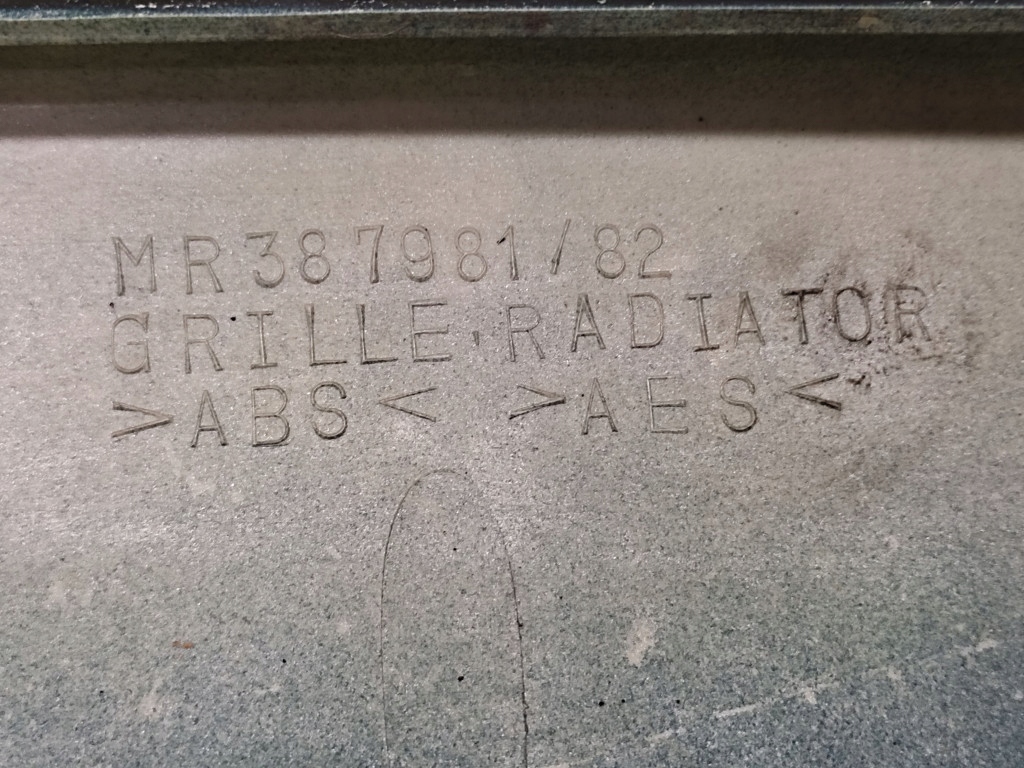 MR387981/82
GRILLE,RADIATOR
>ABS< >AES<